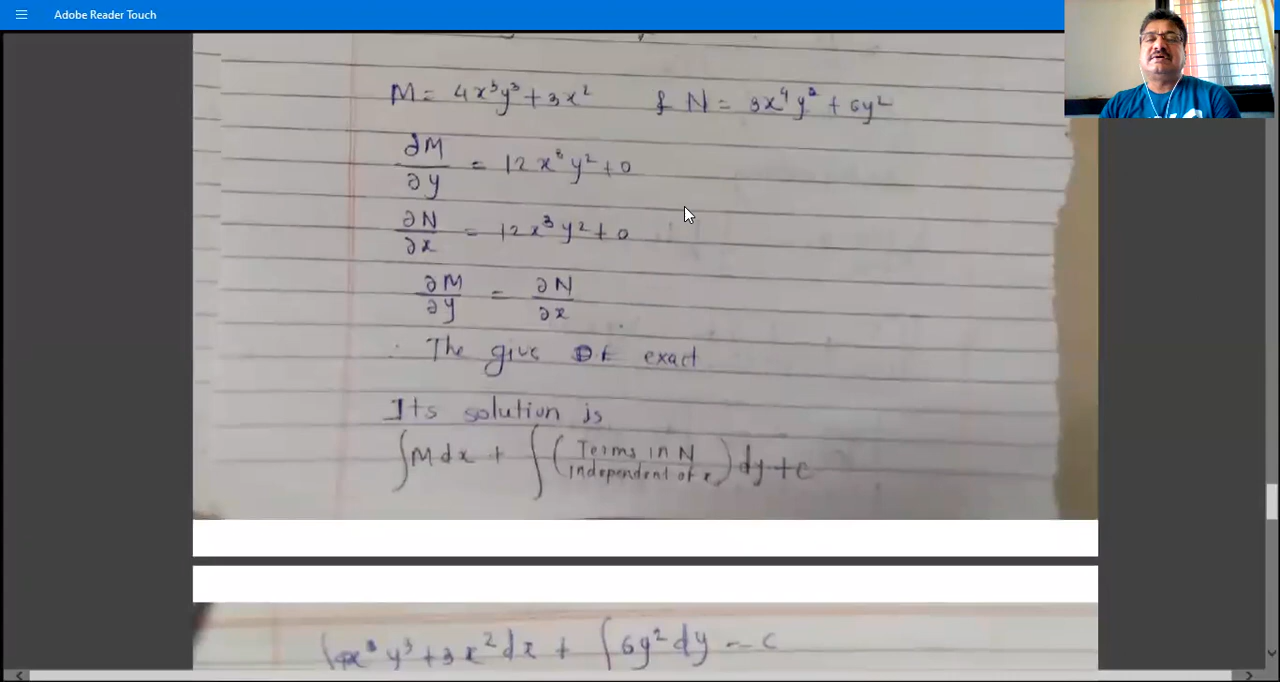 Adobe Reader Touch
M = 4x³y³ + 3x² & N = 3x⁴y² + 6y²
∂M/∂y = 12x³y² + 0
∂N/∂x = 12x³y² + 0
∂M/∂y = ∂N/∂x
∴ The give DE exact
Its solution is
∫M dx + ∫(Terms in N / independent of x) dy + c
∫4x³y³ + 3x² dx + ∫6y² dy = c